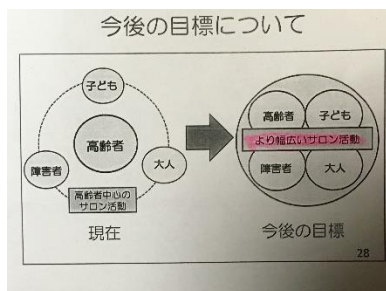 今後の目標について
子ども
高齢者
障害者
大人
高齢者中心の
サロン活動
現在
高齢者
子ども
より幅広いサロン活動
障害者
大人
今後の目標
28